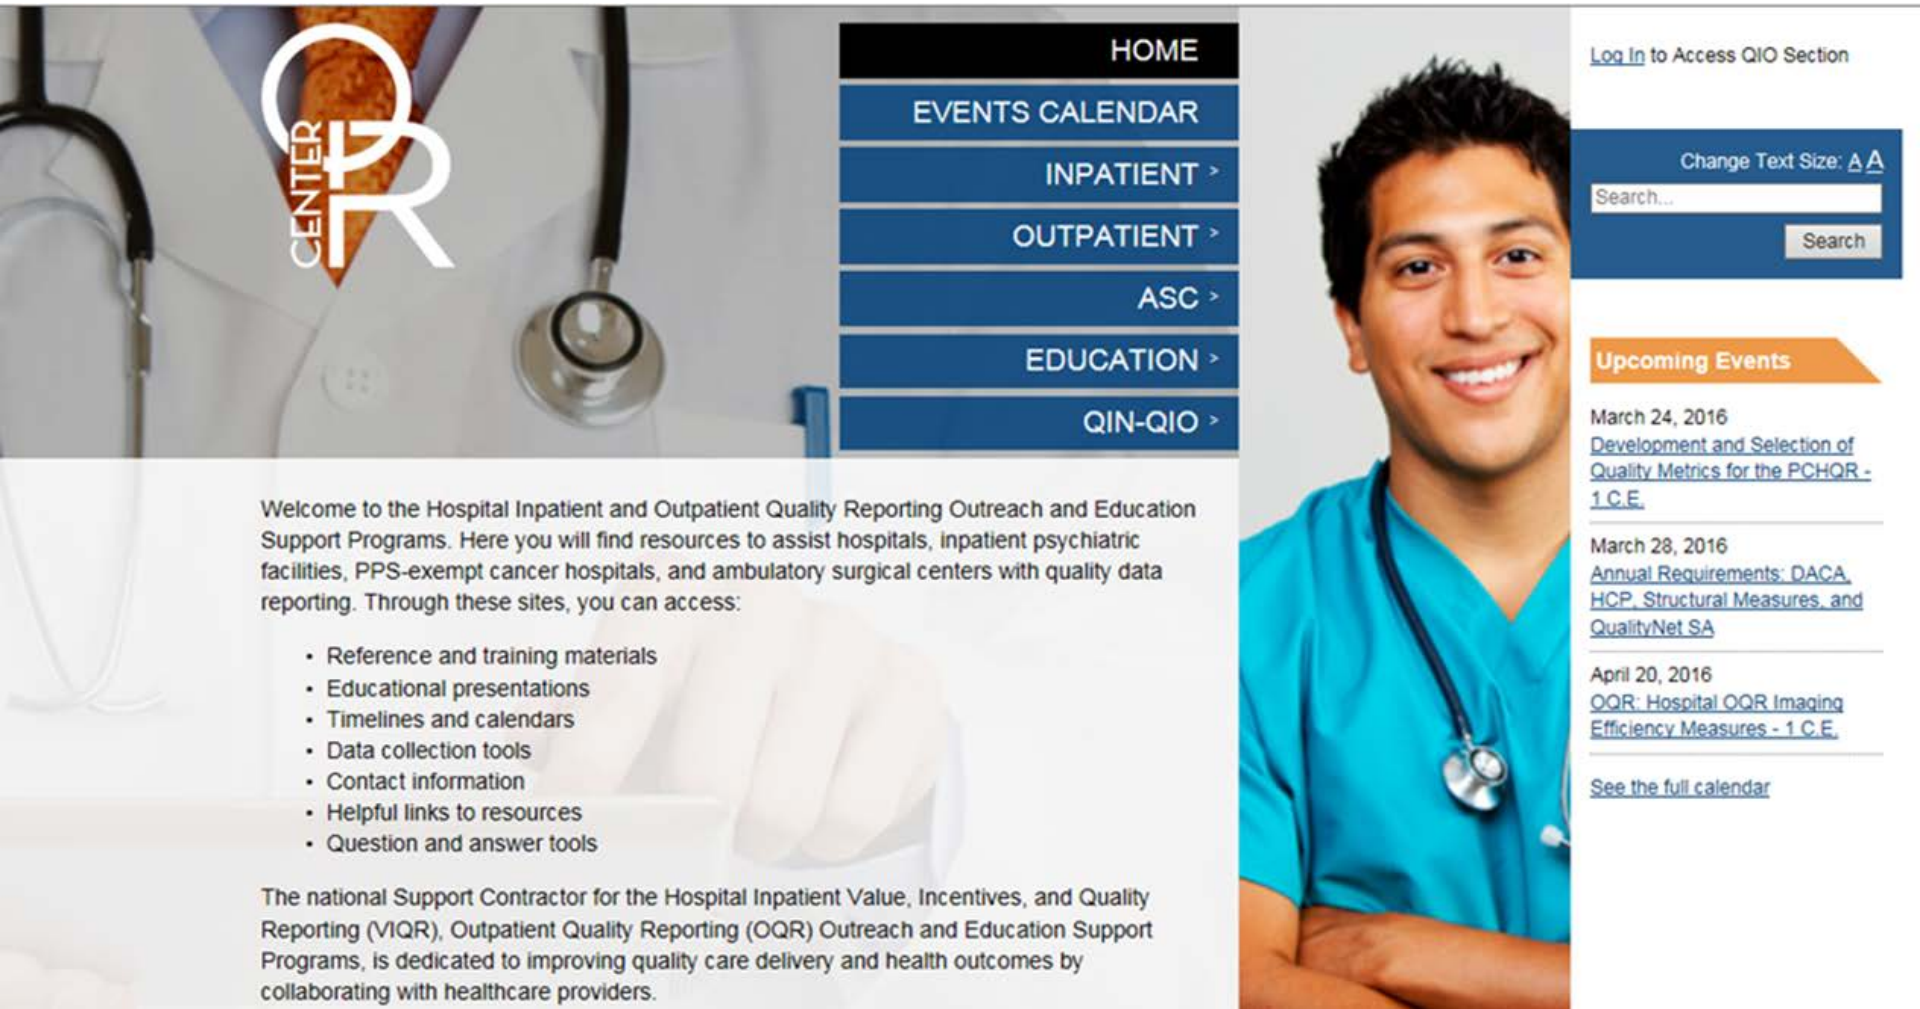 CENTER
QR
HOME
EVENTS CALENDAR
INPATIENT >
OUTPATIENT >
ASC >
EDUCATION >
QIN-QIO >
Welcome to the Hospital Inpatient and Outpatient Quality Reporting Outreach and Education
Support Programs. Here you will find resources to assist hospitals, inpatient psychiatric
facilities, PPS-exempt cancer hospitals, and ambulatory surgical centers with quality data
reporting. Through these sites, you can access:
• Reference and training materials
• Educational presentations
• Timelines and calendars
• Data collection tools
• Contact information
• Helpful links to resources
• Question and answer tools
The national Support Contractor for the Hospital Inpatient Value, Incentives, and Quality
Reporting (VIQR), Outpatient Quality Reporting (OQR) Outreach and Education Support
Programs, is dedicated to improving quality care delivery and health outcomes by
collaborating with healthcare providers.
Log In to Access QIO Section
Change Text Size: A A
Search...
Search
Upcoming Events
March 24, 2016
Development and Selection of
Quality Metrics for the PCHQR -
1 C.E.
March 28, 2016
Annual Requirements: DACA,
HCP, Structural Measures, and
QualityNet SA
April 20, 2016
OQR: Hospital OQR Imaging
Efficiency Measures - 1 C.E.
See the full calendar